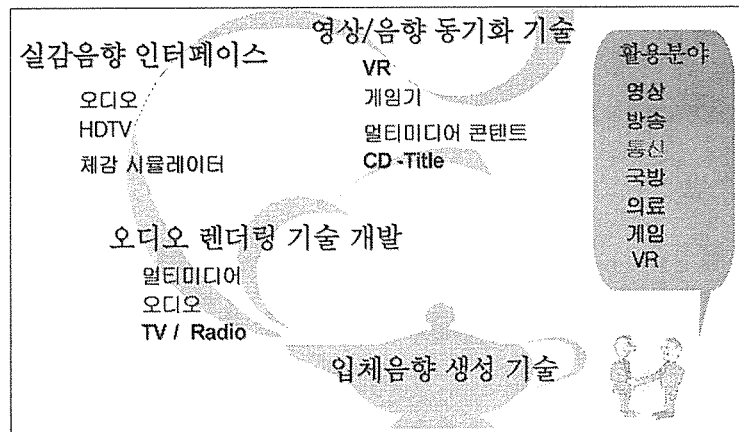 실감음향 인터페이스
오디오
HDTV
체감 시뮬레이터
영상/음향 동기화 기술
VR
게임기
멀티미디어 콘텐트
CD -Title
오디오 렌더링 기술 개발
멀티미디어
오디오
TV / Radio
입체음향 생성 기술
활용분야
영상
방송
통신
국방
의료
게임
VR